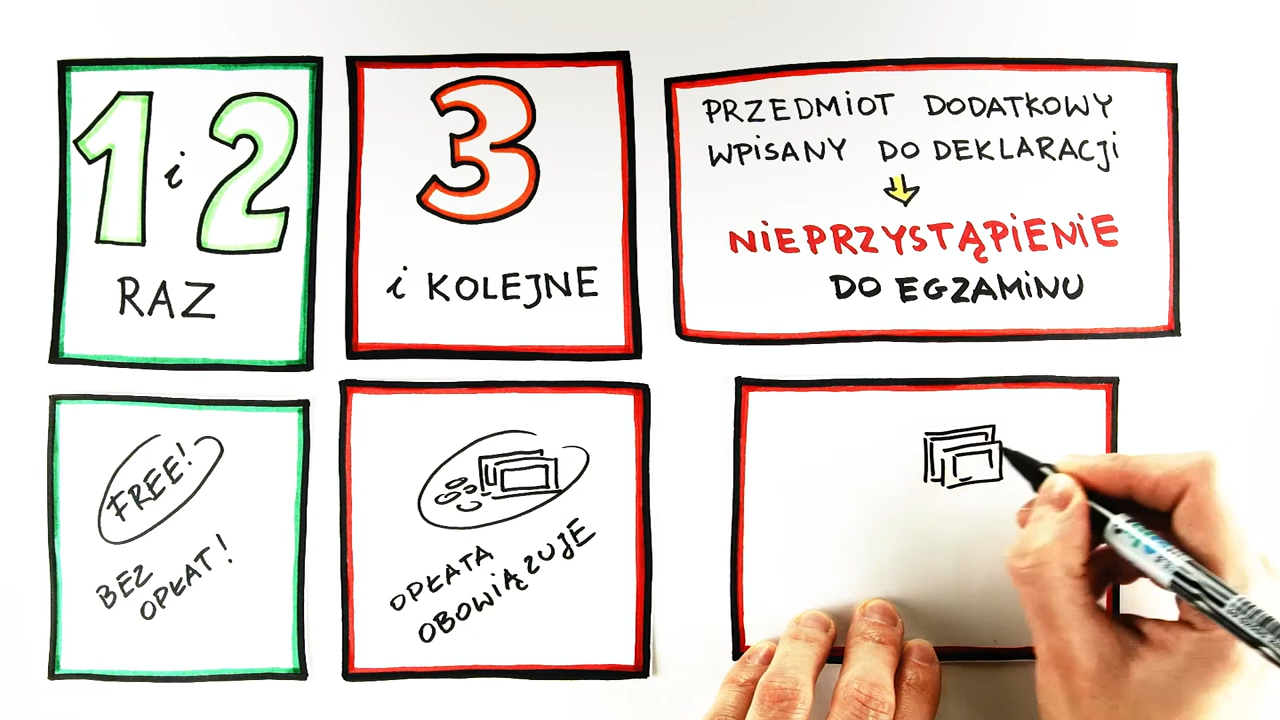 1 i 2
RAZ
3
i KOLEJNE
PRZEDMIOT DODATKOWY
WPISANY DO DEKLARACJI
NIEPRZYSTĄPIENIE
DO EGZAMINU
FREE!
BEZ
OPŁAT!
OPŁATA
OBOWIĄZUJE